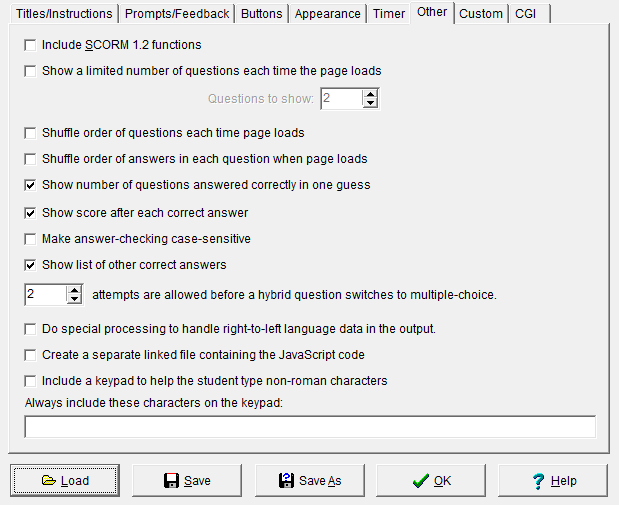 Titles/Instructions Prompts/Feedback Buttons Appearance Timer Other Custom CGI
Include SCORM 1.2 functions
Show a limited number of questions each time the page loads
Questions to show: 2
Shuffle order of questions each time page loads
Shuffle order of answers in each question when page loads
Show number of questions answered correctly in one guess
Show score after each correct answer
Make answer-checking case-sensitive
Show list of other correct answers
2 attempts are allowed before a hybrid question switches to multiple-choice.
Do special processing to handle right-to-left language data in the output.
Create a separate linked file containing the JavaScript code
Include a keypad to help the student type non-roman characters
Always include these characters on the keypad:
Load Save Save As OK Help